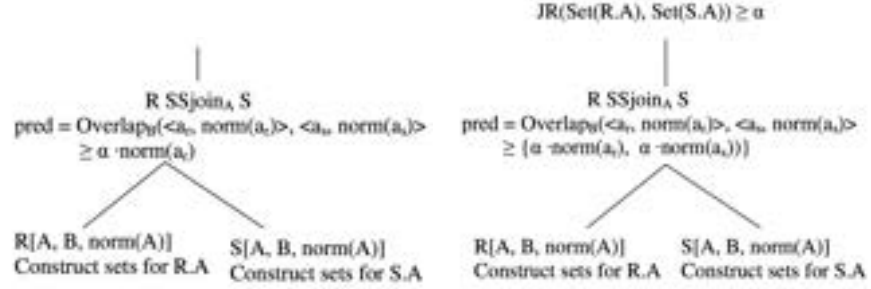 R SSjoinA S
pred = OverlapB(<ar, norm(ar)>, <as, norm(as)>
≥ α ·norm(ar)
R[A, B, norm(A)]
Construct sets for R.A
S[A, B, norm(A)]
Construct sets for S.A
JR(Set(R.A), Set(S.A)) ≥ α
R SSjoinA S
pred = OverlapB(<ar, norm(ar)>, <as, norm(as)>
≥ {α ·norm(ar), α ·norm(as))}
R[A, B, norm(A)]
Construct sets for R.A
S[A, B, norm(A)]
Construct sets for S.A